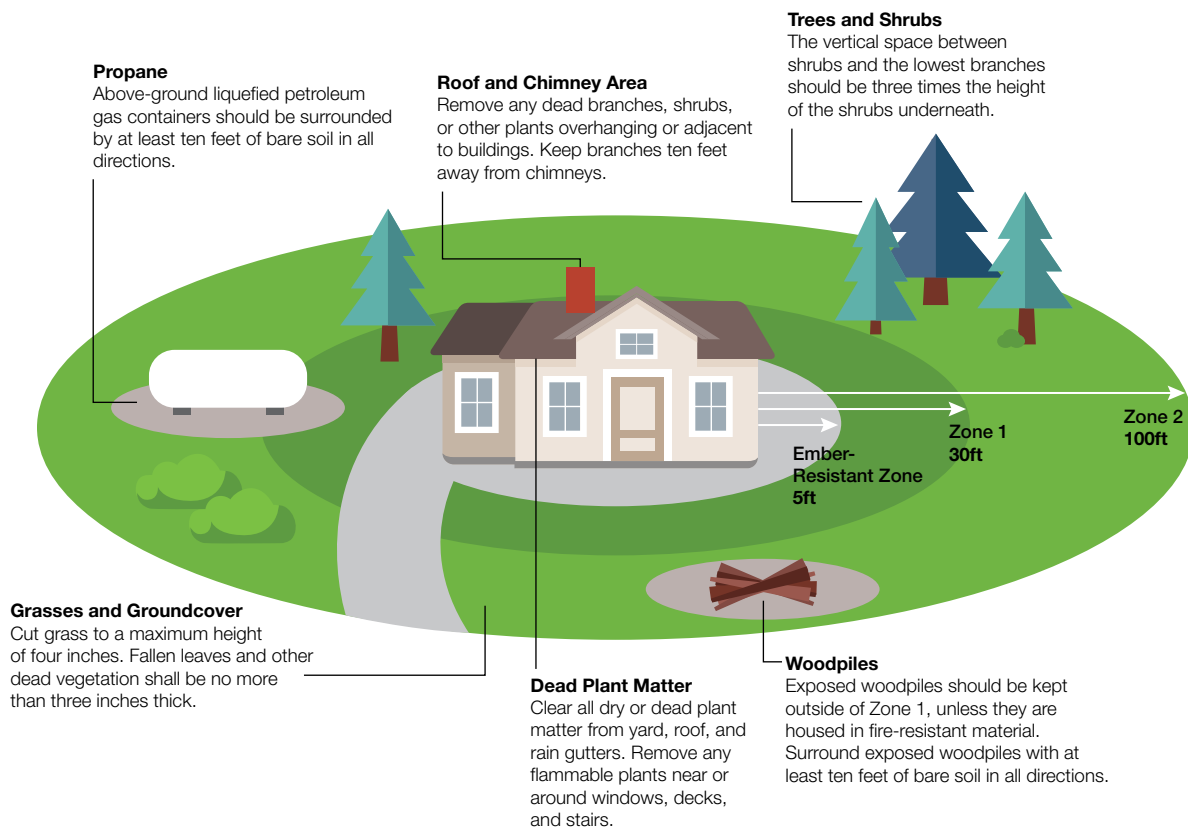 Trees and Shrubs
The vertical space between
shrubs and the lowest branches
should be three times the height
of the shrubs underneath.
Propane
Above-ground liquefied petroleum
gas containers should be surrounded
by at least ten feet of bare soil in all
directions.
Roof and Chimney Area
Remove any dead branches, shrubs,
or other plants overhanging or adjacent
to buildings. Keep branches ten feet
away from chimneys.
Ember-
Resistant Zone
5ft
Zone 1
30ft
Zone 2
100ft
Grasses and Groundcover
Cut grass to a maximum height
of four inches. Fallen leaves and other
dead vegetation shall be no more
than three inches thick.
Dead Plant Matter
Clear all dry or dead plant
matter from yard, roof, and
rain gutters. Remove any
flammable plants near or
around windows, decks,
and stairs.
Woodpiles
Exposed woodpiles should be kept
outside of Zone 1, unless they are
housed in fire-resistant material.
Surround exposed woodpiles with at
least ten feet of bare soil in all directions.